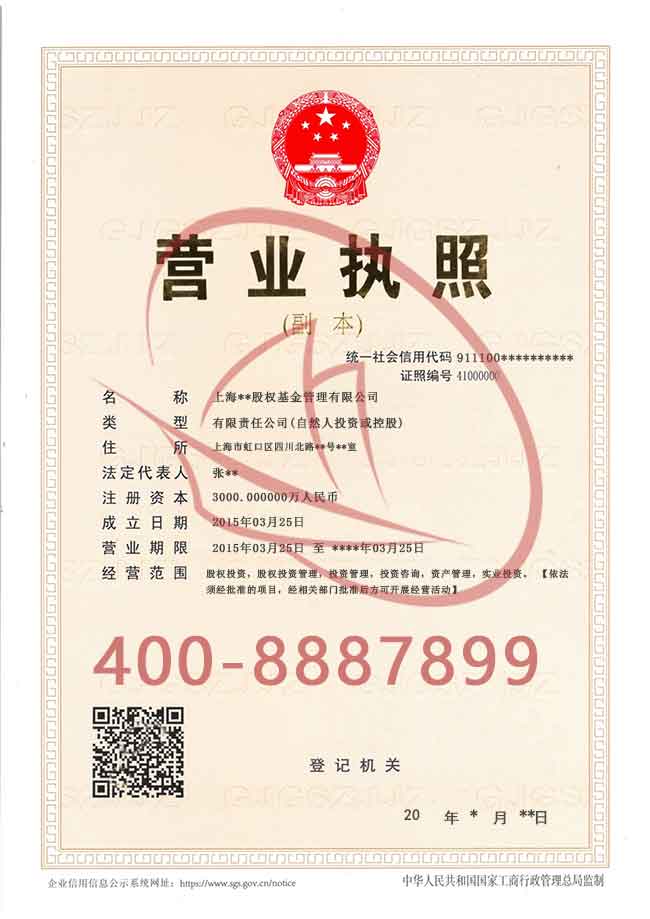 营业执照
(副 本)
统一社会信用代码 911100**********
证照编号 41000000
名 称 上海**股权基金管理有限公司
类 型 有限责任公司(自然人投资或控股)
住 所 上海市虹口区四川北路**号**室
法定代表人 张**
注册资本 3000.000000万人民币
成立日期 2015年03月25日
营业期限 2015年03月25日 至 ****年03月25日
经营范围 股权投资，股权投资管理，投资管理，投资咨询，资产管理，实业投资。【依法
须经批准的项目，经相关部门批准后方可开展经营活动】
400-8887899
登记机关
20 年 * 月 **日
企业信用信息公示系统网址：https://www.sgs.gov.cn/notice
中华人民共和国国家工商行政管理总局监制